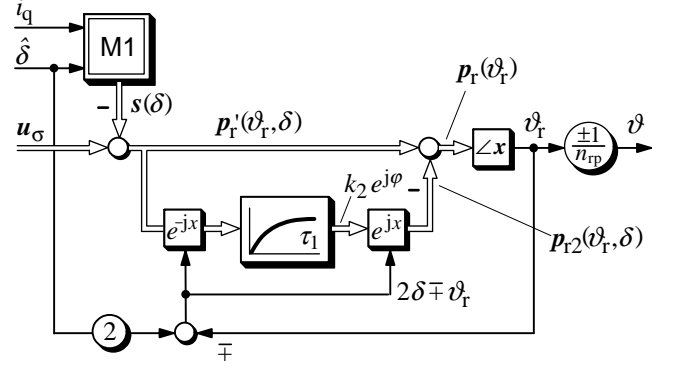 i_q
δ̂
M1
– s(δ)
p_r(ϑ_r)
u_σ
p_r'(ϑ_r,δ)
∠x
ϑ_r
±1
n_rp
ϑ
k_2 e^jφ
–
e^-jx
τ_1
e^jx
p_r2(ϑ_r,δ)
2δ∓ϑ_r
2
∓